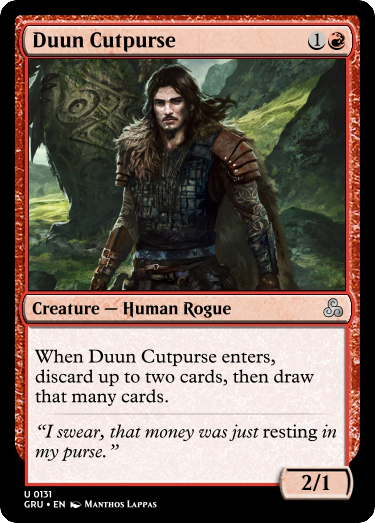 Duun Cutpurse 1
Creature — Human Rogue
When Duun Cutpurse enters,
discard up to two cards, then draw
that many cards.
“I swear, that money was just resting in
my purse.”
2/1
U 0131
GRU • EN Manthos Lappas